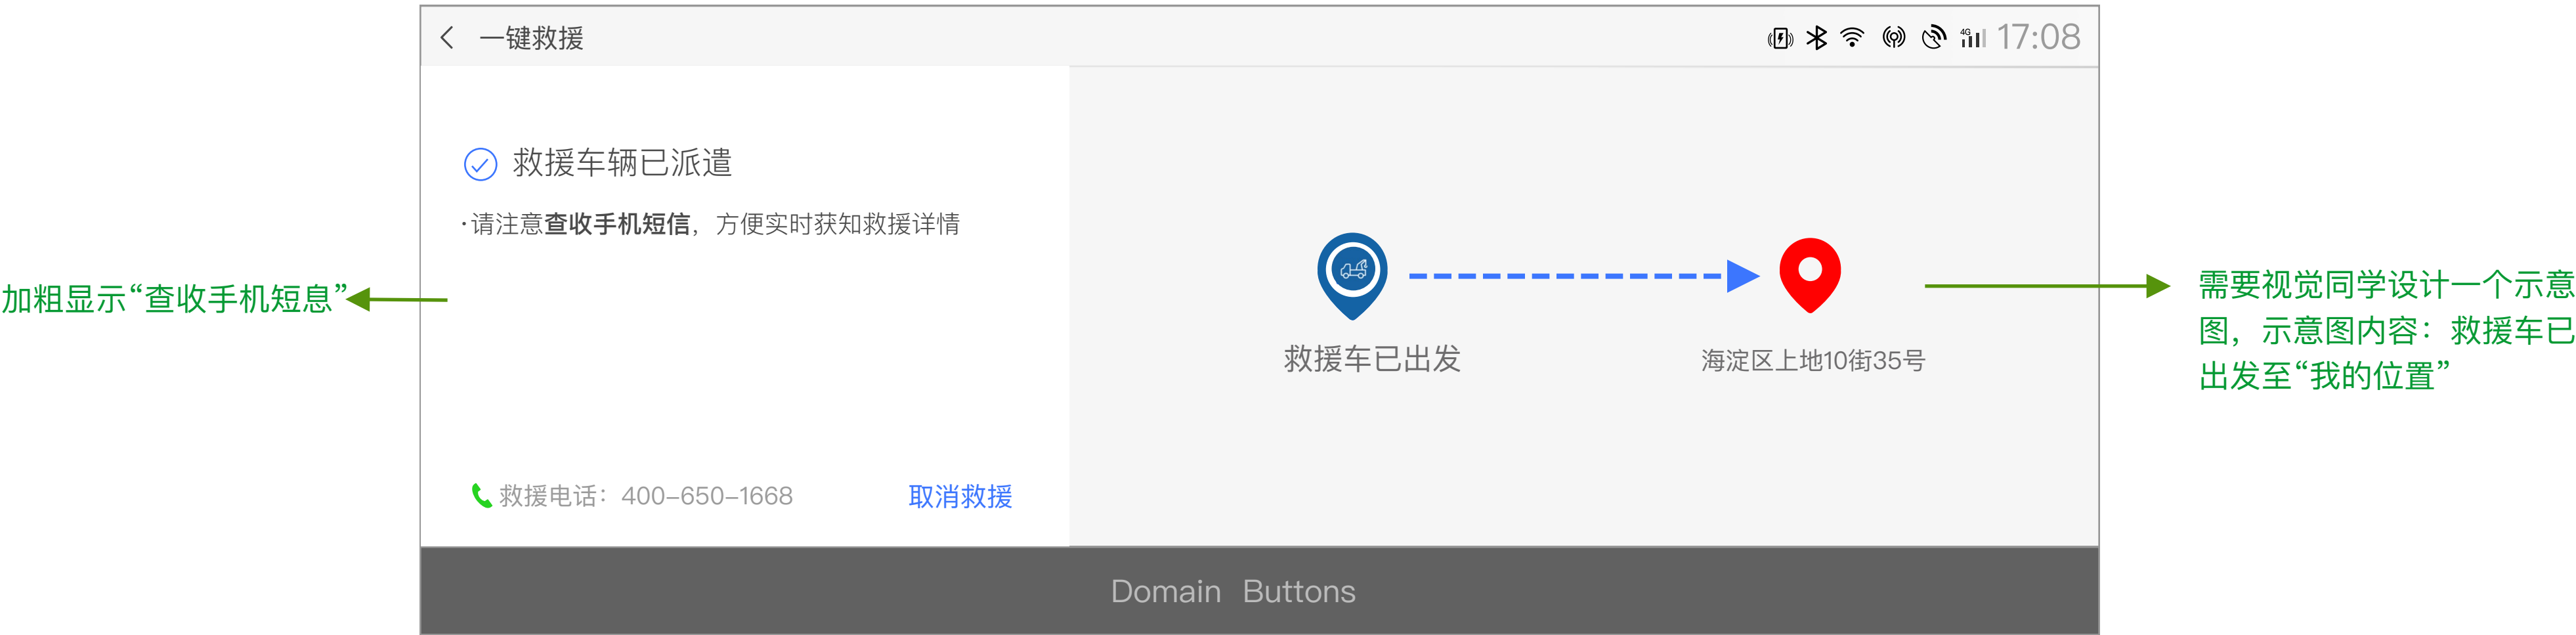 一键救援
4G
17:08
救援车辆已派遣
·请注意查收手机短信，方便实时获知救援详情
加粗显示“查收手机短息”
救援车已出发
海淀区上地10街35号
需要视觉同学设计一个示意
图，示意图内容：救援车已
出发至“我的位置”
救援电话：400-650-1668
取消救援
Domain Buttons